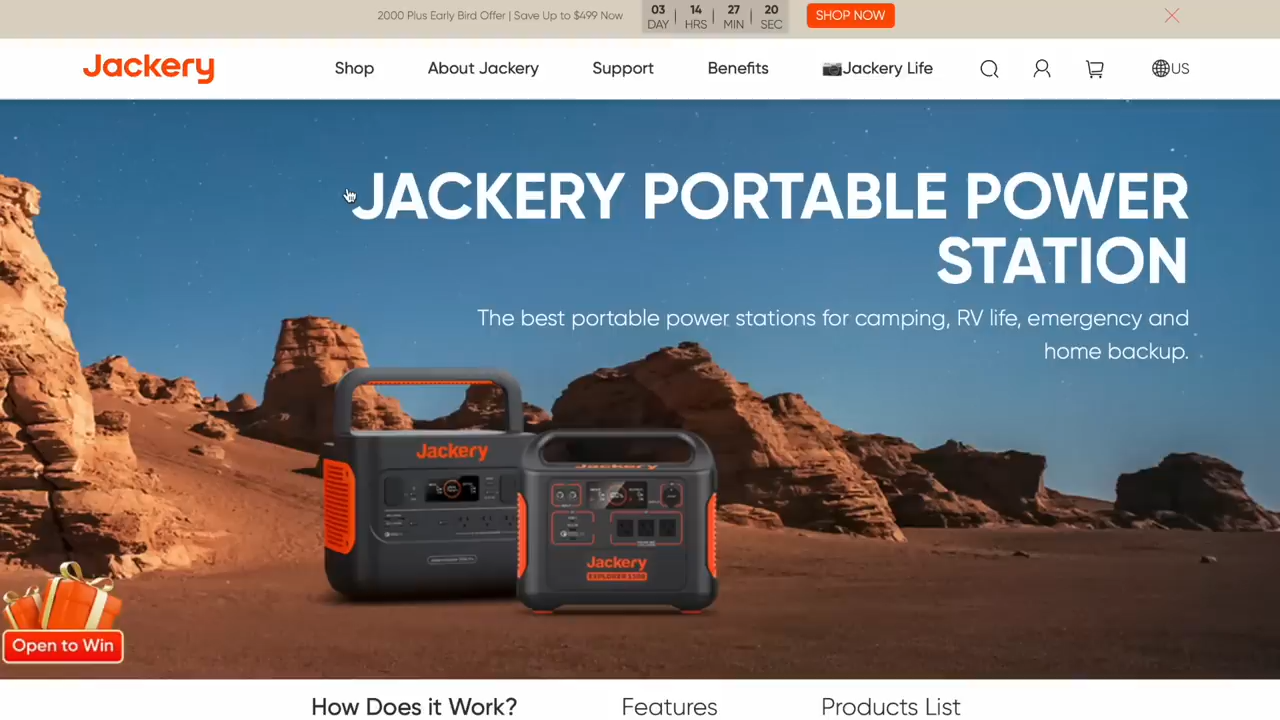 2000 Plus Early Bird Offer | Save Up to $499 Now
03 14 27 20
DAY HRS MIN SEC
SHOP NOW
Jackery
Shop
About Jackery
Support
Benefits
Jackery Life
US
JACKERY PORTABLE POWER
STATION
The best portable power stations for camping, RV life, emergency and
home backup.
Jackery
Jackery
Jackery
EXPLORER 1500
Open to Win
How Does it Work?
Features
Products List